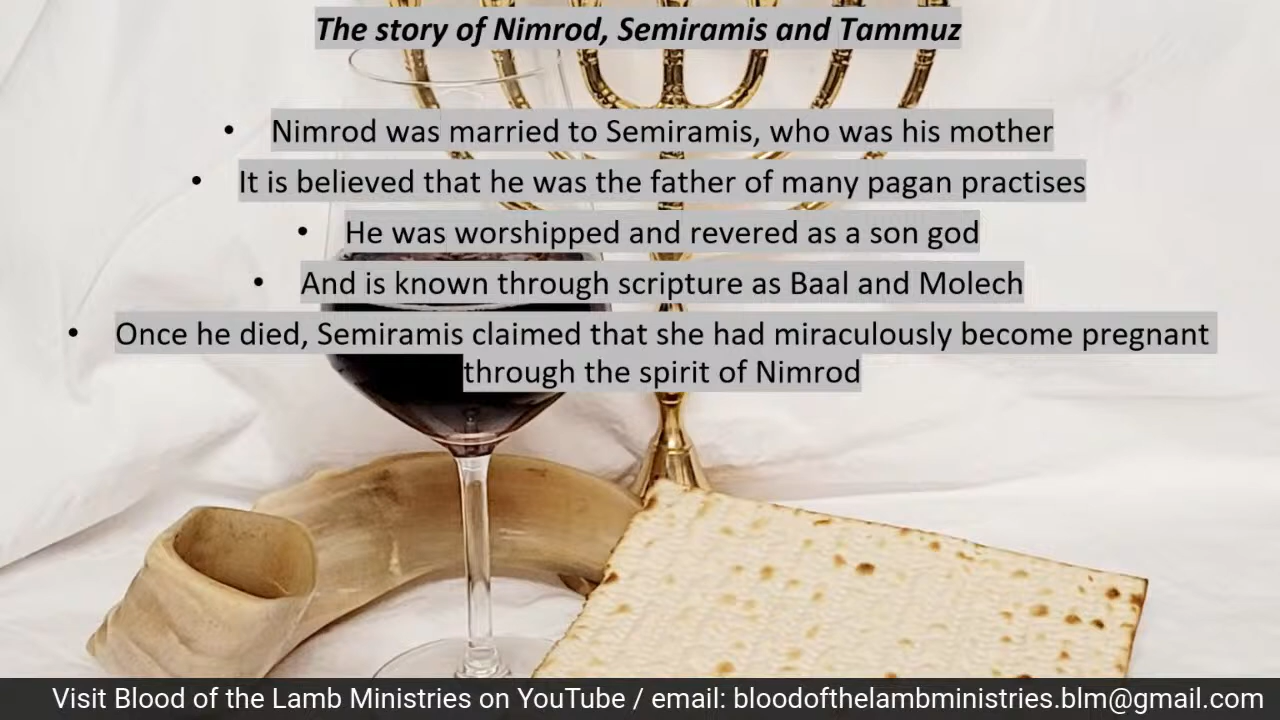 The story of Nimrod, Semiramis and Tammuz
• Nimrod was married to Semiramis, who was his mother
• It is believed that he was the father of many pagan practises
• He was worshipped and revered as a son god
• And is known through scripture as Baal and Molech
• Once he died, Semiramis claimed that she had miraculously become pregnant
through the spirit of Nimrod
Visit Blood of the Lamb Ministries on YouTube / email: bloodofthelambministries.blm@gmail.com